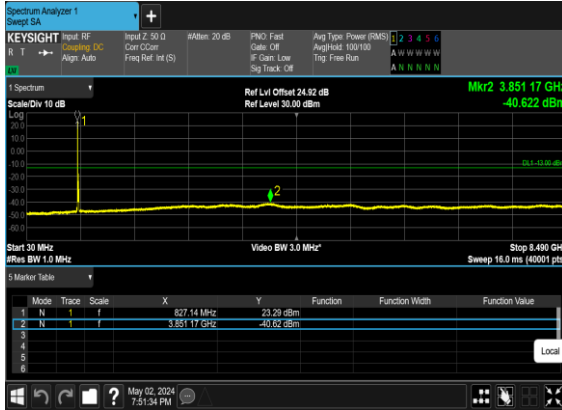 Spectrum Analyzer 1
Swept SA
+
KEYSIGHT Input: RF Input Z: 50 Ω #Atten: 20 dB PNO: Fast Avg Type: Power (RMS) 1 2 3 4 5 6
R T Coupling: DC Corr CCorr Gate: Off Avg|Hold: 100/100 A W W W W W
Align: Auto Freq Ref: Int (S) IF Gain: Low Trig: Free Run
Sig Track: Off A N N N N N
1 Spectrum Ref Lvl Offset 24.92 dB Mkr2 3.851 17 GHz
Scale/Div 10 dB Ref Level 30.00 dBm -40.622 dBm
Log
20.0 1
10.0
0.00
-10.0 DL1 -13.00 dBm
-20.0
-30.0 2
-40.0
-50.0
-60.0
Start 30 MHz Video BW 3.0 MHz* Stop 8.490 GHz
#Res BW 1.0 MHz Sweep 16.0 ms (40001 pts)
5 Marker Table
Mode Trace Scale X Y Function Function Width Function Value
1 N 1 f 827.14 MHz 23.29 dBm
2 N 1 f 3.851 17 GHz -40.62 dBm
3
4
5
6
Local
? May 02, 2024
7:51:34 PM